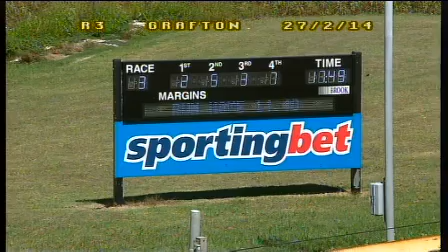 R3 GRAFTON 27/2/14
RACE 1ST 2ND 3RD 4TH TIME
3 2 5 3 7 17:49
MARGINS
sportingbet